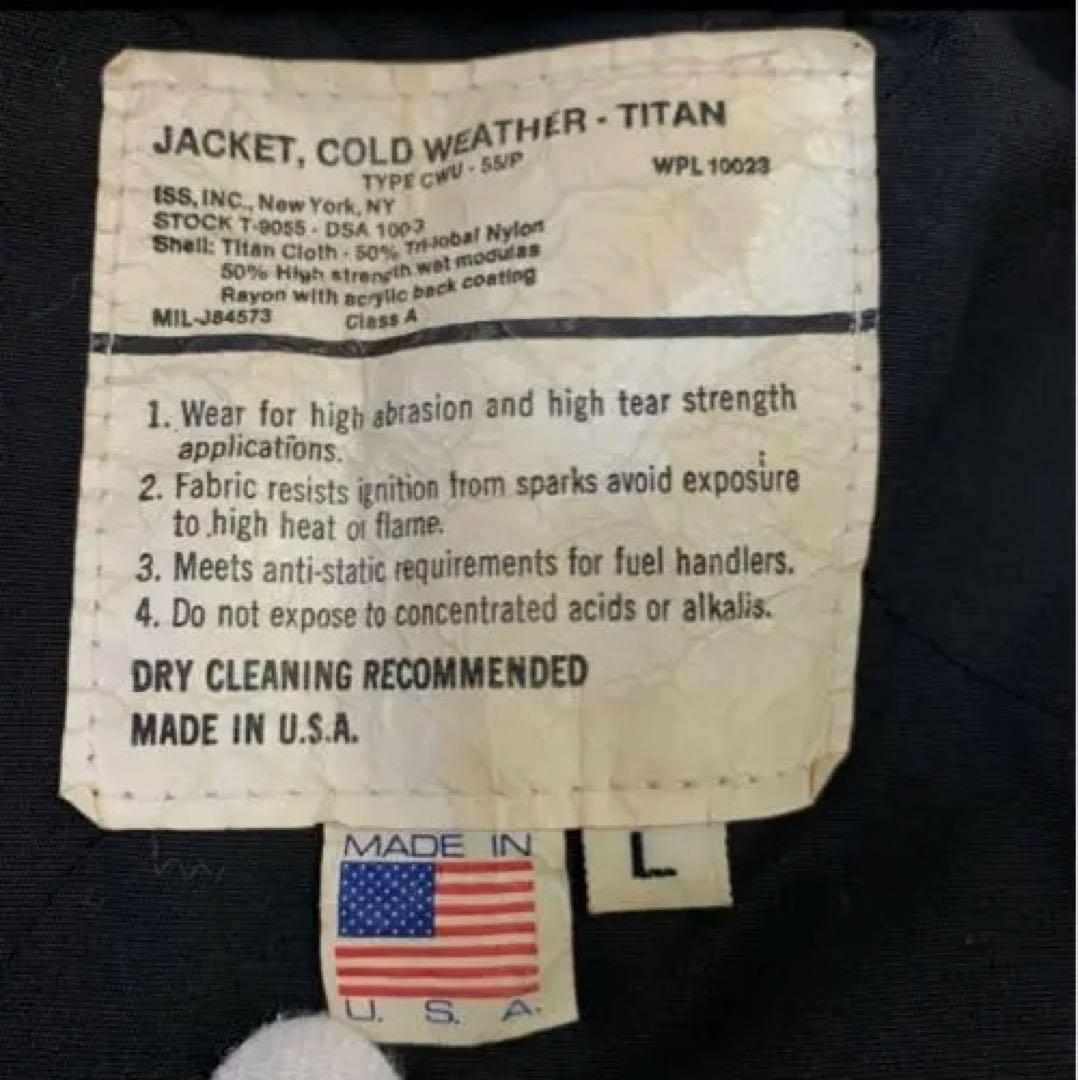 JACKET, COLD WEATHER - TITAN
TYPE CWU - 55/P
WPL 10023
ISS, INC., New York, NY
STOCK T-9055 - DSA 100-3
Shell: Titan Cloth - 50% Tri-lobal Nylon
50% High strength wet modulas
Rayon with acrylic back coating
MIL-J84573 Class A
1. Wear for high abrasion and high tear strength
applications.
2. Fabric resists ignition from sparks avoid exposure
to high heat or flame.
3. Meets anti-static requirements for fuel handlers.
4. Do not expose to concentrated acids or alkalis.
DRY CLEANING RECOMMENDED
MADE IN U.S.A.
MADE IN
U. S. A.
L